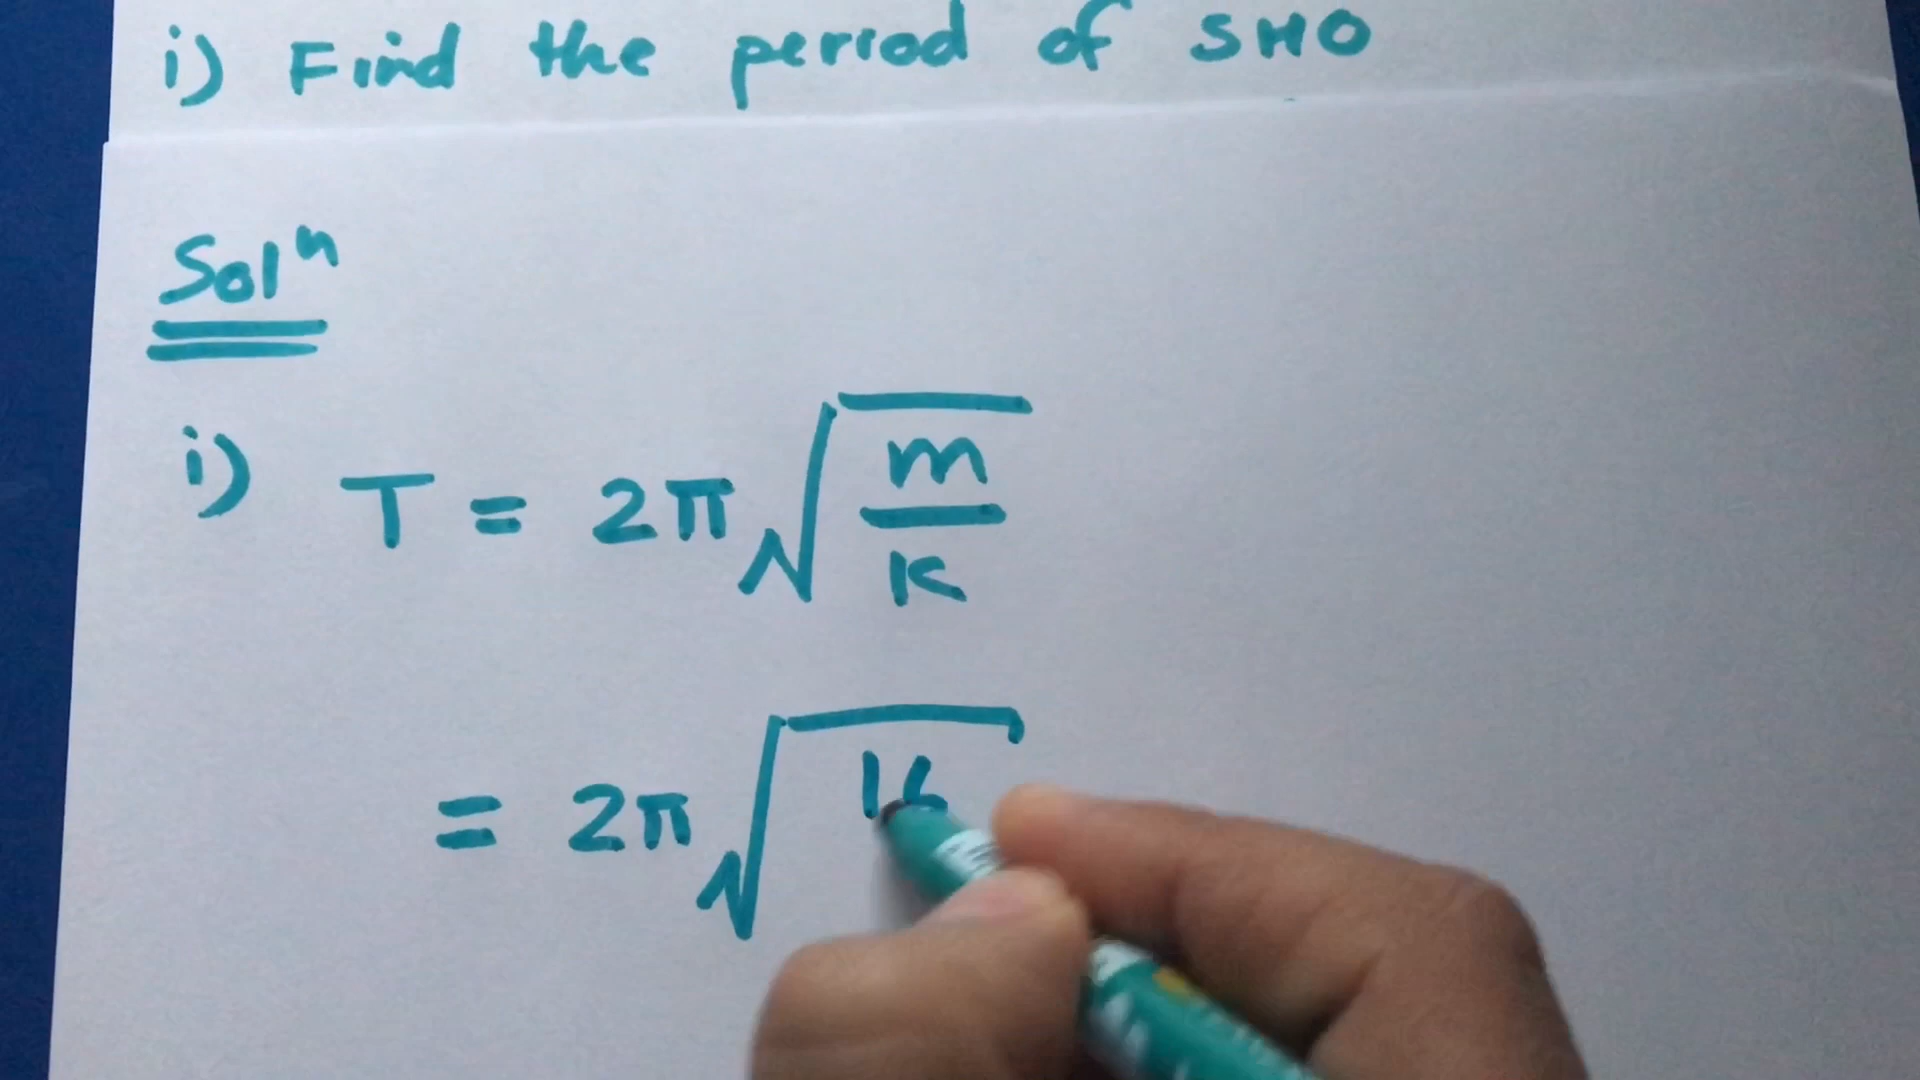 i) Find the period of SHO
Solⁿ
i) T = 2π√(m/K)
= 2π√16